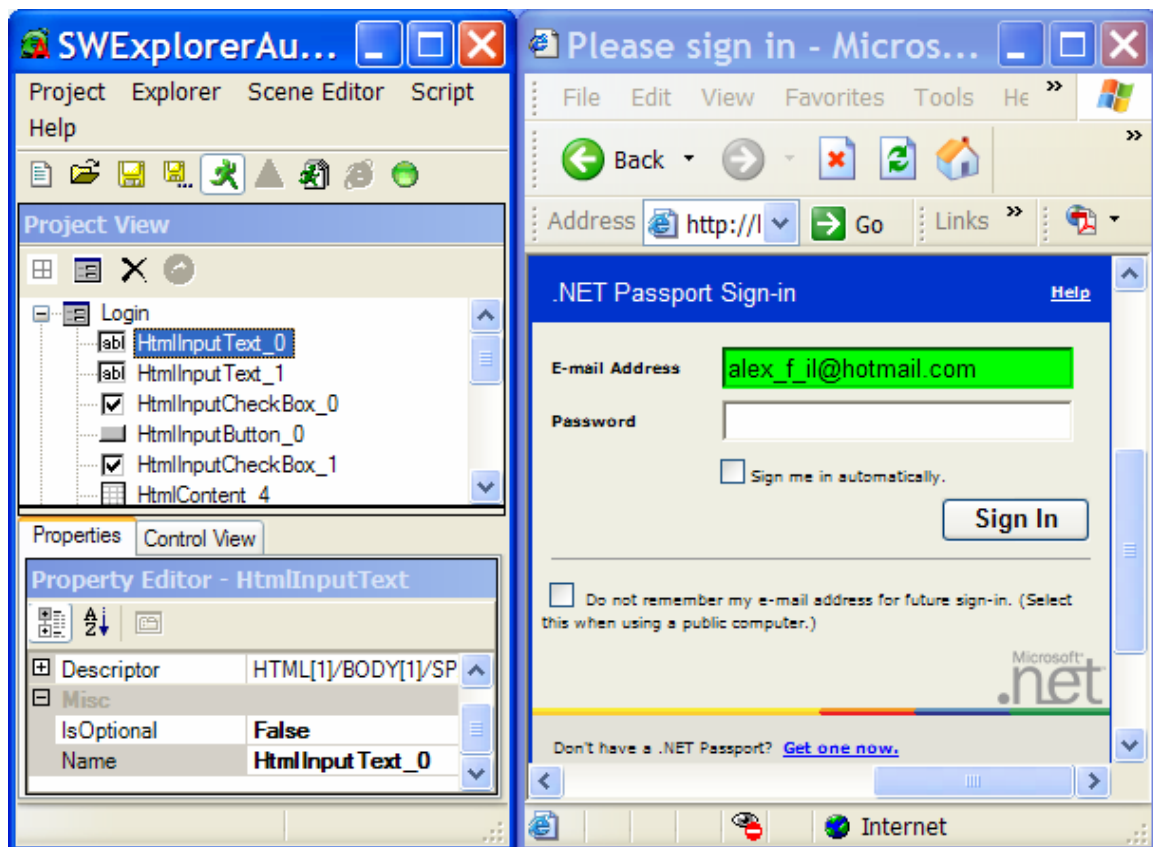 SWExplorerAu...
Project Explorer Scene Editor Script
Help
Project View
Login
HtmlInputText_0
HtmlInputText_1
HtmlInputCheckBox_0
HtmlInputButton_0
HtmlInputCheckBox_1
HtmlContent_4
Properties Control View
Property Editor - HtmlInputText
Descriptor HTML[1]/BODY[1]/SP
Misc
IsOptional False
Name HtmlInputText_0
Please sign in - Micros...
File Edit View Favorites Tools He »
Back »
Address http://l Go Links »
.NET Passport Sign-in Help
E-mail Address alex_f_il@hotmail.com
Password
Sign me in automatically.
Sign In
Do not remember my e-mail address for future sign-in. (Select
this when using a public computer.)
Microsoft
.net
Don't have a .NET Passport? Get one now.
Internet